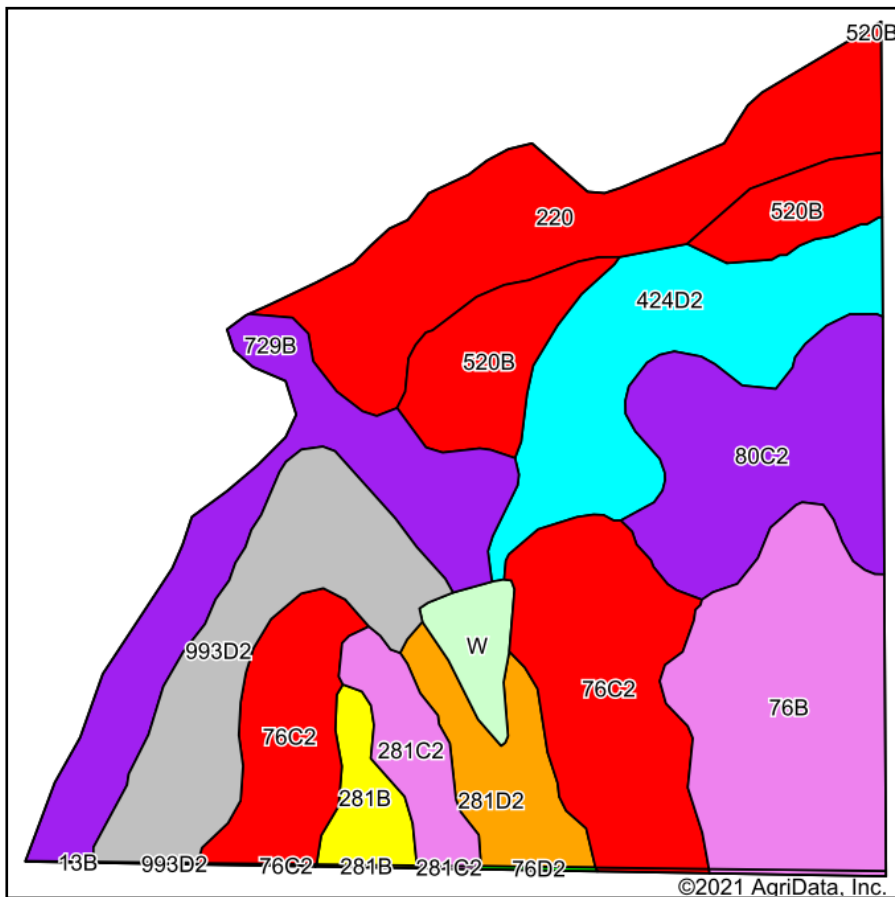 520B
520B
220
424D2
729B
520B
80C2
W
993D2
76C2
76B
76C2
281C2
281B
281D2
13B
993D2
76C2
281B
281C2
76D2
©2021 AgriData, Inc.